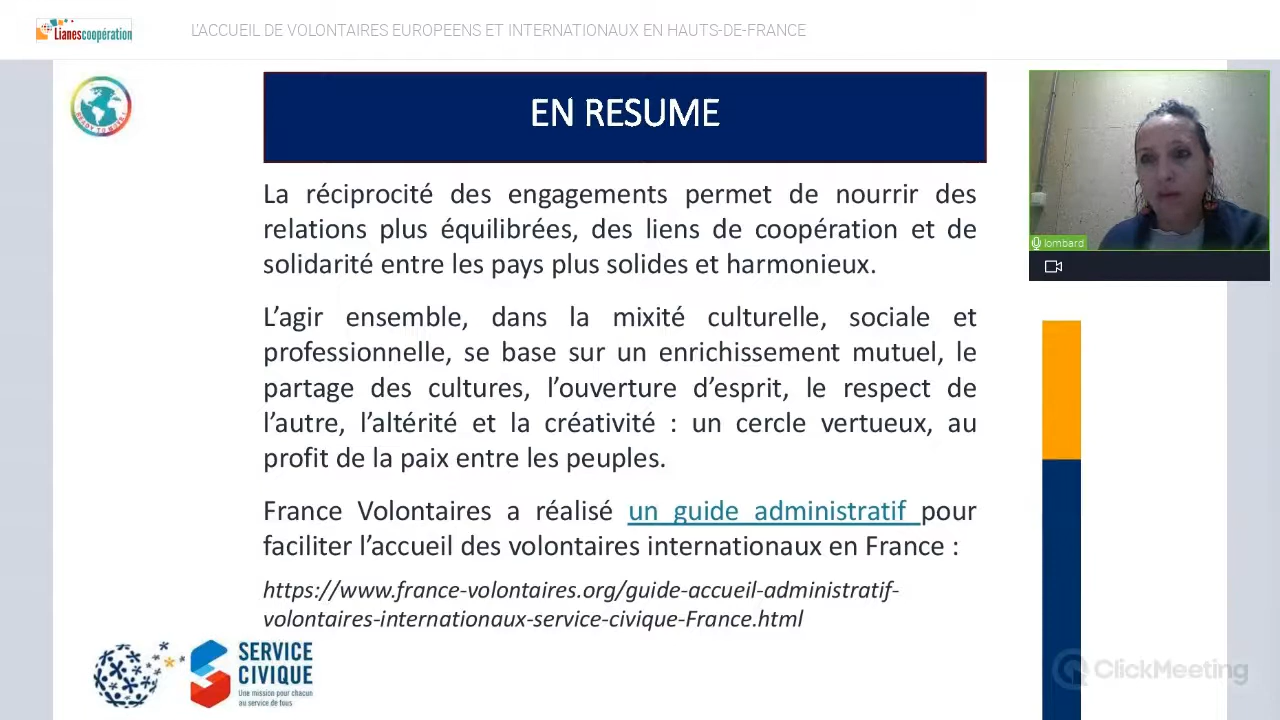 Lianescoopération
L'ACCUEIL DE VOLONTAIRES EUROPEENS ET INTERNATIONAUX EN HAUTS-DE-FRANCE
EN RESUME
La réciprocité des engagements permet de nourrir des
relations plus équilibrées, des liens de coopération et de
solidarité entre les pays plus solides et harmonieux.
L'agir ensemble, dans la mixité culturelle, sociale et
professionnelle, se base sur un enrichissement mutuel, le
partage des cultures, l'ouverture d'esprit, le respect de
l'autre, l'altérité et la créativité : un cercle vertueux, au
profit de la paix entre les peuples.
France Volontaires a réalisé un guide administratif pour
faciliter l'accueil des volontaires internationaux en France :
https://www.france-volontaires.org/guide-accueil-administratif-
volontaires-internationaux-service-civique-France.html
lombard
SERVICE
CIVIQUE
Une mission pour chacun
au service de tous
ClickMeeting